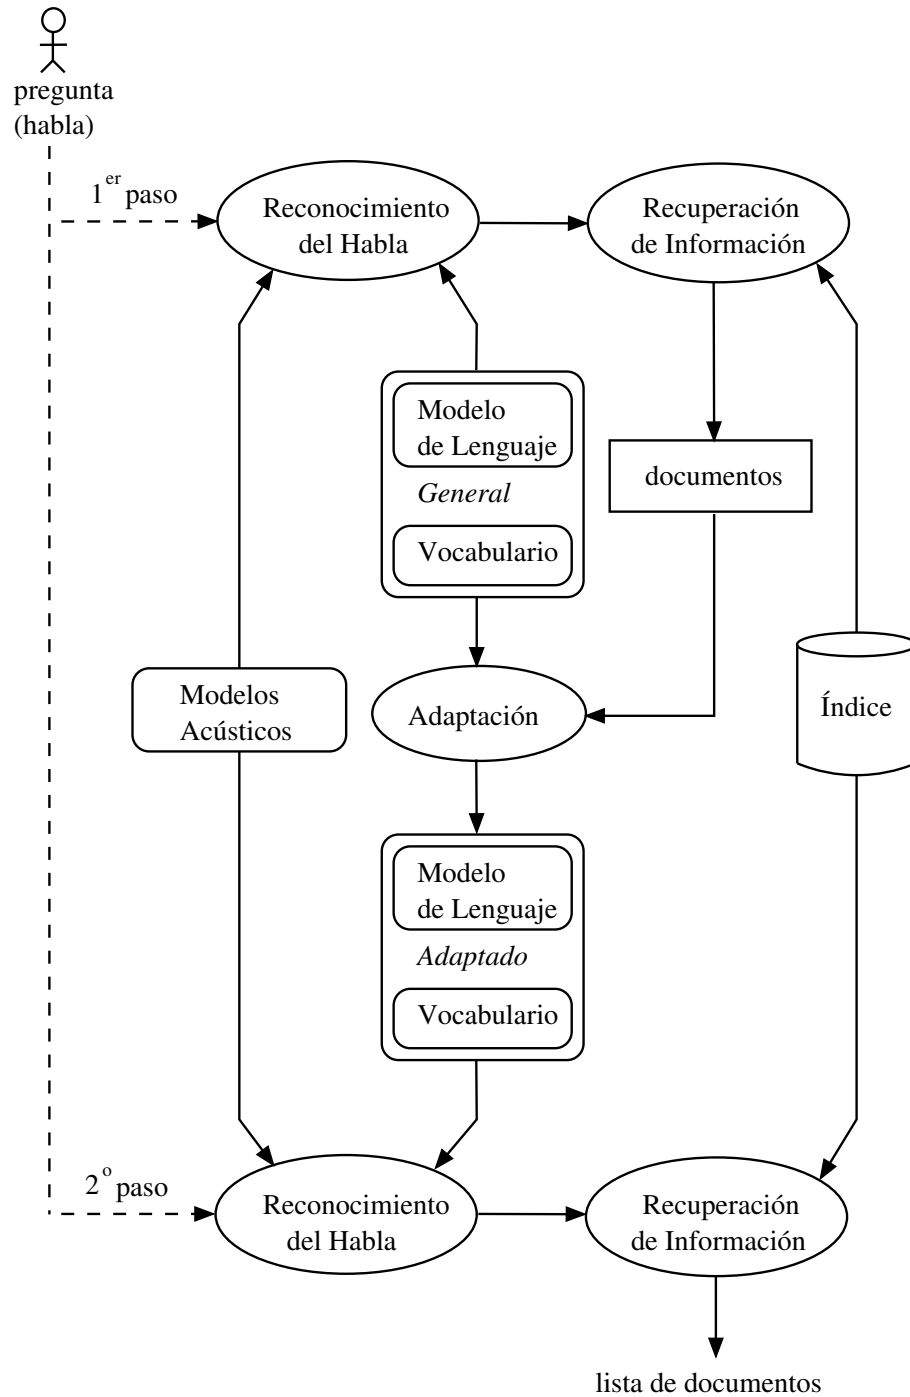 pregunta
(habla)
1er paso
Reconocimiento
del Habla
Recuperación
de Información
Modelo
de Lenguaje
General
Vocabulario
documentos
Modelos
Acústicos
Adaptación
Índice
Modelo
de Lenguaje
Adaptado
Vocabulario
2o paso
Reconocimiento
del Habla
Recuperación
de Información
lista de documentos